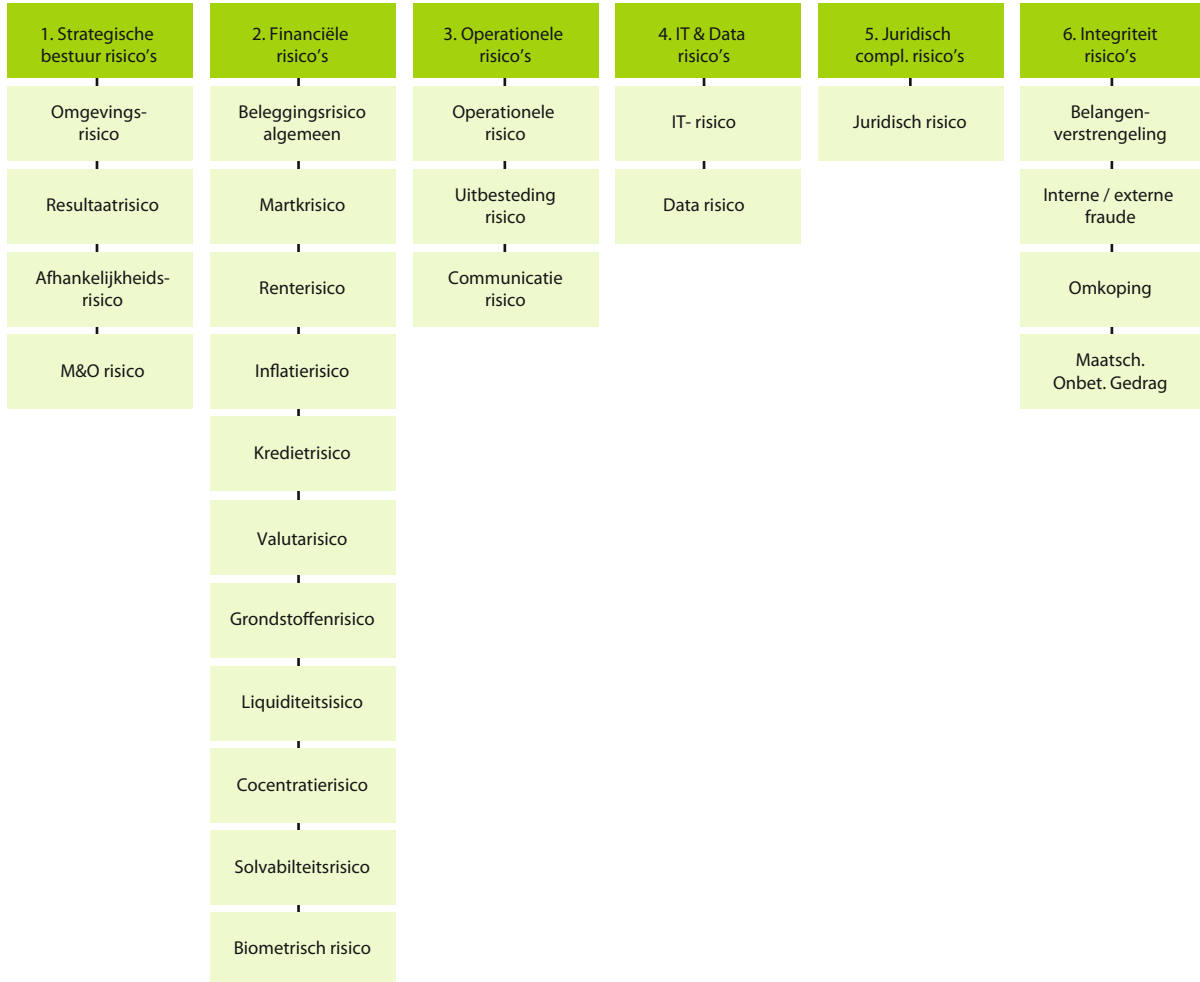 1. Strategische
bestuur risico's
Omgevings-
risico
Resultaatrisico
Afhankelijkheids-
risico
M&O risico
2. Financiële
risico's
Beleggingsrisico
algemeen
Martkrisico
Renterisico
Inflatierisico
Kredietrisico
Valutarisico
Grondstoffenrisico
Liquiditeitsisico
Cocentratierisico
Solvabilteitsrisico
Biometrisch risico
3. Operationele
risico's
Operationele
risico
Uitbesteding
risico
Communicatie
risico
4. IT & Data
risico's
IT- risico
Data risico
5. Juridisch
compl. risico's
Juridisch risico
6. Integriteit
risico's
Belangen-
verstrengeling
Interne / externe
fraude
Omkoping
Maatsch.
Onbet. Gedrag